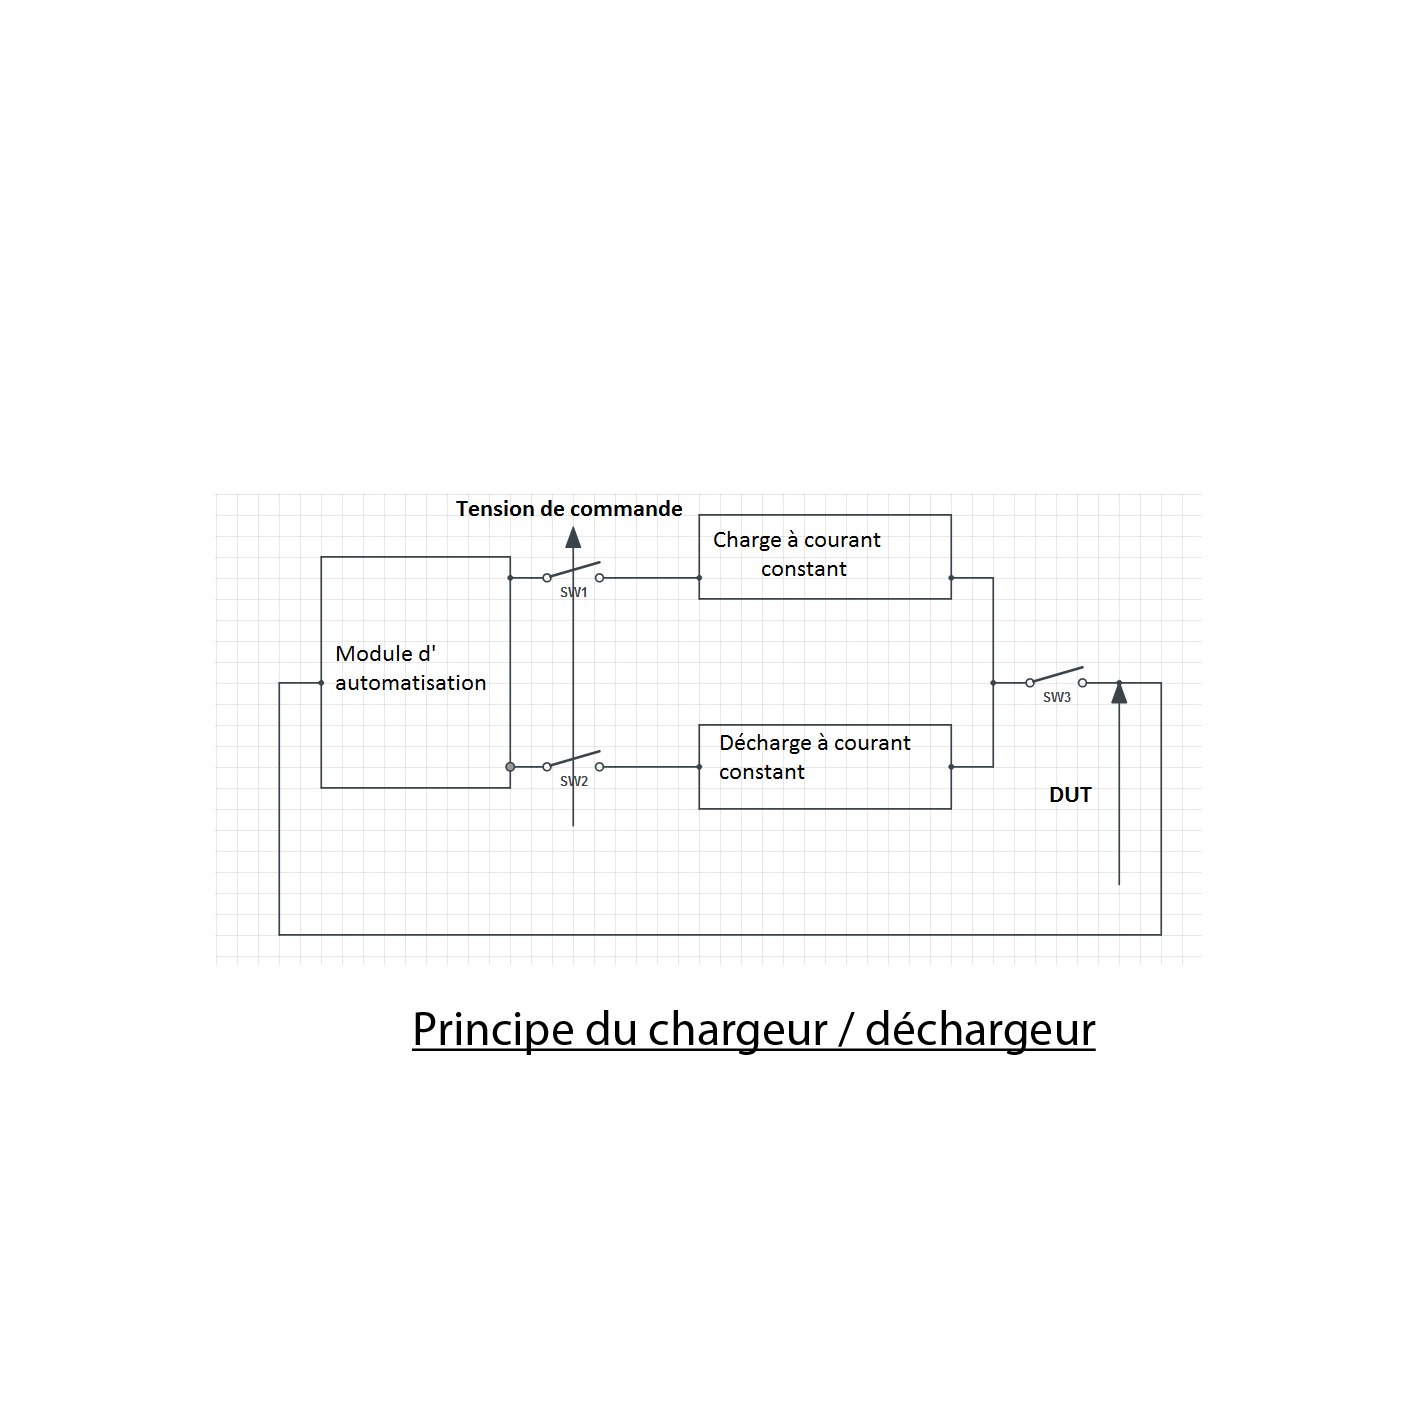 Tension de commande
Charge à courant
constant
SW1
Module d'
automatisation
SW3
Décharge à courant
constant
SW2
DUT
Principe du chargeur / déchargeur